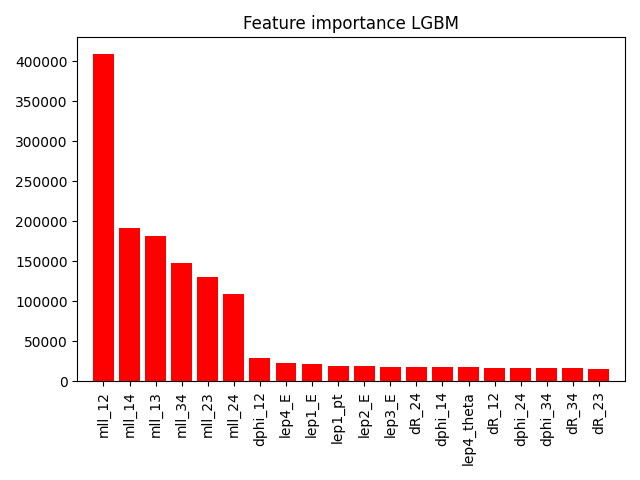 Feature importance LGBM
400000
350000
300000
250000
200000
150000
100000
50000
0
mll_12
mll_14
mll_13
mll_34
mll_23
mll_24
dphi_12
lep4_E
lep1_E
lep1_pt
lep2_E
lep3_E
dR_24
dphi_14
lep4_theta
dR_12
dphi_24
dphi_34
dR_34
dR_23